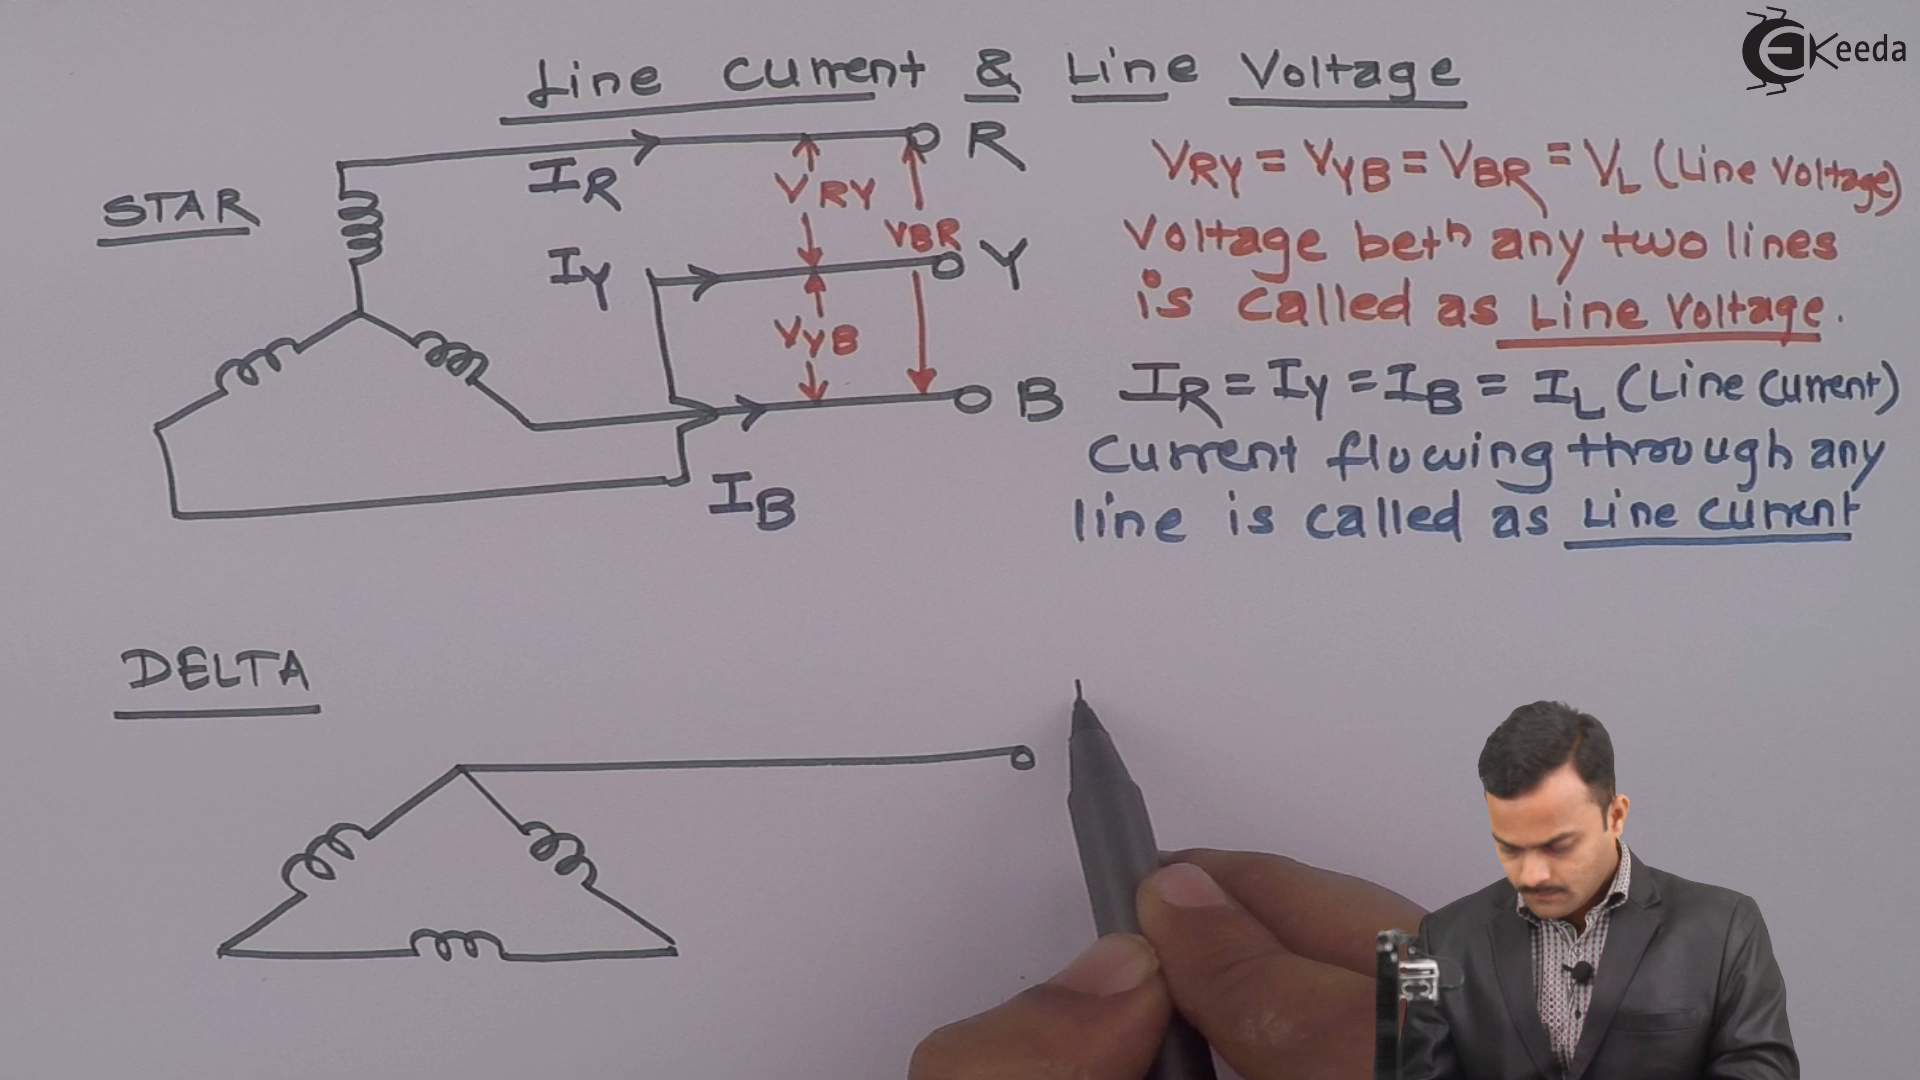 Line Current & Line Voltage
EKeeda
STAR
IR
R
VRY
VBR
IY
Y
VYB
B
IB
VRY = VYB = VBR = VL (Line Voltage)
Voltage betn any two lines
is called as Line Voltage.
IR = IY = IB = IL (Line Current)
Current flowing through any
line is called as Line Current
DELTA